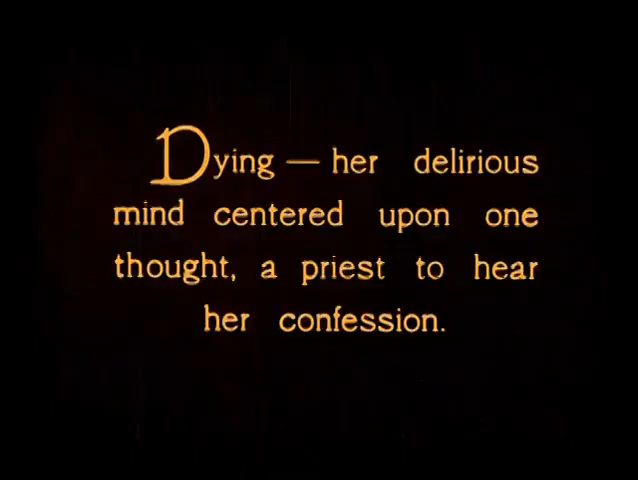 Dying — her delirious
mind centered upon one
thought, a priest to hear
her confession.